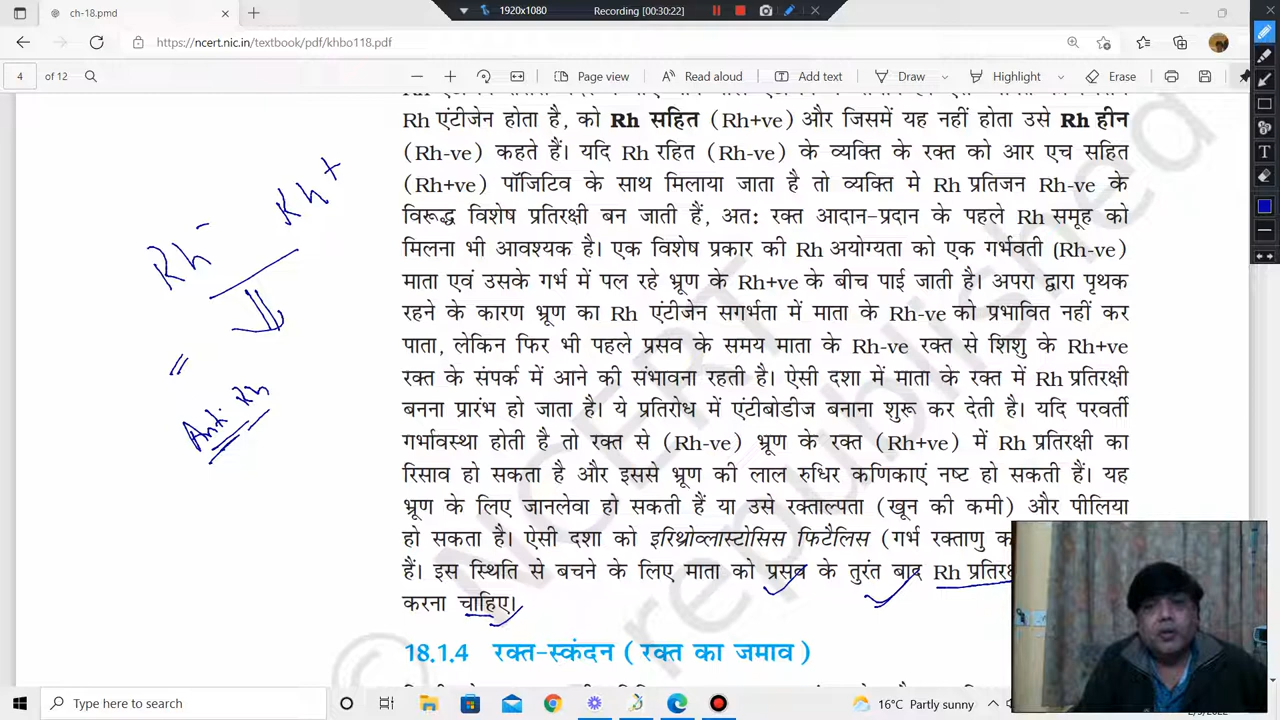 ch-18.pmd
1920x1080
Recording [00:30:22]
https://ncert.nic.in/textbook/pdf/khbo118.pdf
4 of 12
Page view
Read aloud
Add text
Draw
Highlight
Erase
Rh एंटीजेन होता है, को Rh सहित (Rh+ve) और जिसमें यह नहीं होता उसे Rh हीन
(Rh-ve) कहते हैं। यदि Rh रहित (Rh-ve) के व्यक्ति के रक्त को आर एच सहित
(Rh+ve) पॉजिटिव के साथ मिलाया जाता है तो व्यक्ति मे Rh प्रतिजन Rh-ve के
विरूद्ध विशेष प्रतिरक्षी बन जाती हैं, अतः रक्त आदान-प्रदान के पहले Rh समूह को
मिलना भी आवश्यक है। एक विशेष प्रकार की Rh अयोग्यता को एक गर्भवती (Rh-ve)
माता एवं उसके गर्भ में पल रहे भ्रूण के Rh+ve के बीच पाई जाती है। अपरा द्वारा पृथक
रहने के कारण भ्रूण का Rh एंटीजेन सगर्भता में माता के Rh-ve को प्रभावित नहीं कर
पाता, लेकिन फिर भी पहले प्रसव के समय माता के Rh-ve रक्त से शिशु के Rh+ve
रक्त के संपर्क में आने की संभावना रहती है। ऐसी दशा में माता के रक्त में Rh प्रतिरक्षी
बनना प्रारंभ हो जाता है। ये प्रतिरोध में एंटीबोडीज बनाना शुरू कर देती है। यदि परवर्ती
गर्भावस्था होती है तो रक्त से (Rh-ve) भ्रूण के रक्त (Rh+ve) में Rh प्रतिरक्षी का
रिसाव हो सकता है और इससे भ्रूण की लाल रुधिर कणिकाएं नष्ट हो सकती हैं। यह
भ्रूण के लिए जानलेवा हो सकती हैं या उसे रक्ताल्पता (खून की कमी) और पीलिया
हो सकता है। ऐसी दशा को इरिथ्रोव्लास्टोसिस फिटैलिस (गर्भ रक्ताणु
हैं। इस स्थिति से बचने के लिए माता को प्रसव के तुरंत बाद Rh
करना चाहिए।
18.1.4 रक्त-स्कंदन (रक्त का जमाव)
Rh- Rh+
Anti Rh
NCERT
republished
©
Type here to search
16°C Partly sunny
2/5/2022